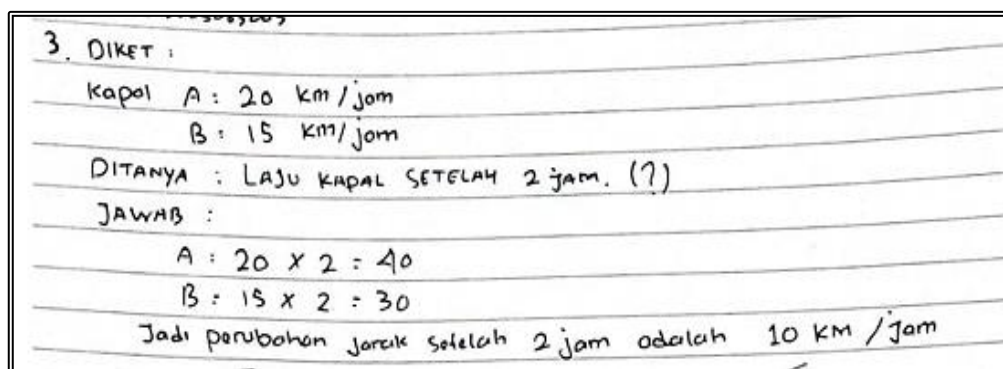 3. DIKET :
Kapal A : 20 km/jam
B : 15 km/jam
DITANYA : LAJU KAPAL SETELAH 2 jAM. (?)
JAWAB :
A : 20 x 2 = 40
B : 15 x 2 = 30
Jadi perubahan jarak setelah 2 jam adalah 10 KM / Jam